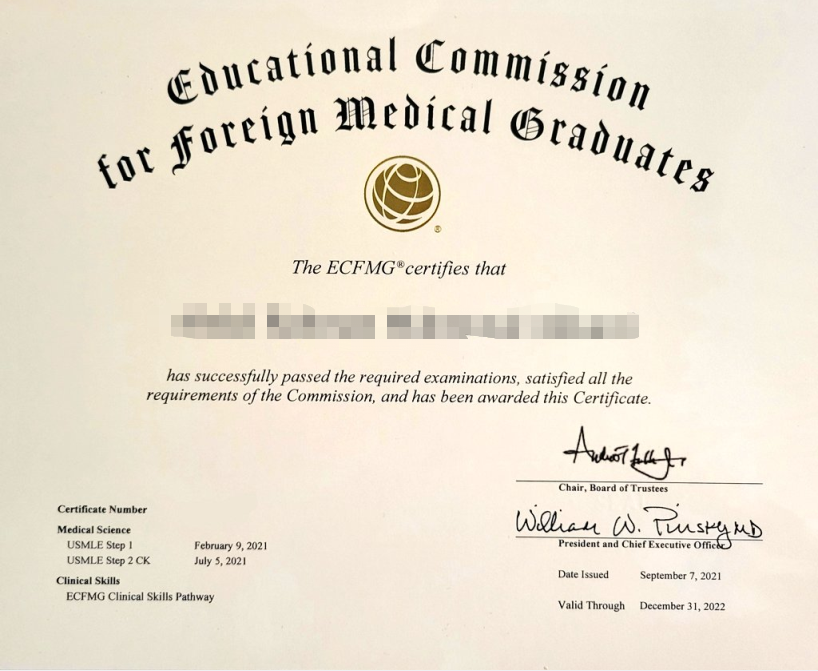 Educational Commission
for Foreign Medical Graduates
®
The ECFMG® certifies that
has successfully passed the required examinations, satisfied all the
requirements of the Commission, and has been awarded this Certificate.
Chair, Board of Trustees
William W. Pinsky MD
President and Chief Executive Officer
Certificate Number
Medical Science
USMLE Step 1 February 9, 2021
USMLE Step 2 CK July 5, 2021
Clinical Skills
ECFMG Clinical Skills Pathway
Date Issued September 7, 2021
Valid Through December 31, 2022